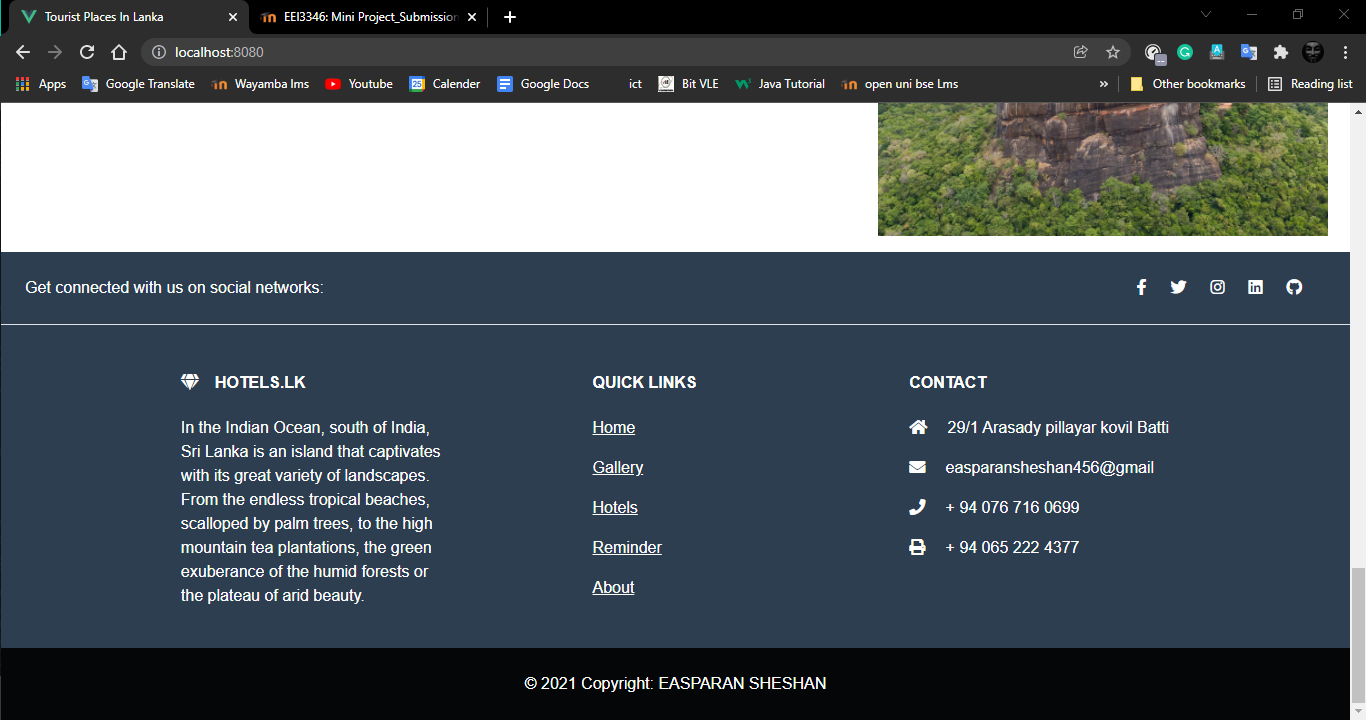 Tourist Places In Lanka
EEI3346: Mini Project_Submission
localhost:8080
Apps
Google Translate
Wayamba lms
Youtube
Calender
Google Docs
ict
Bit VLE
Java Tutorial
open uni bse Lms
»
Other bookmarks
Reading list
Get connected with us on social networks:
HOTELS.LK
In the Indian Ocean, south of India,
Sri Lanka is an island that captivates
with its great variety of landscapes.
From the endless tropical beaches,
scalloped by palm trees, to the high
mountain tea plantations, the green
exuberance of the humid forests or
the plateau of arid beauty.
QUICK LINKS
Home
Gallery
Hotels
Reminder
About
CONTACT
29/1 Arasady pillayar kovil Batti
easparansheshan456@gmail
+ 94 076 716 0699
+ 94 065 222 4377
© 2021 Copyright: EASPARAN SHESHAN